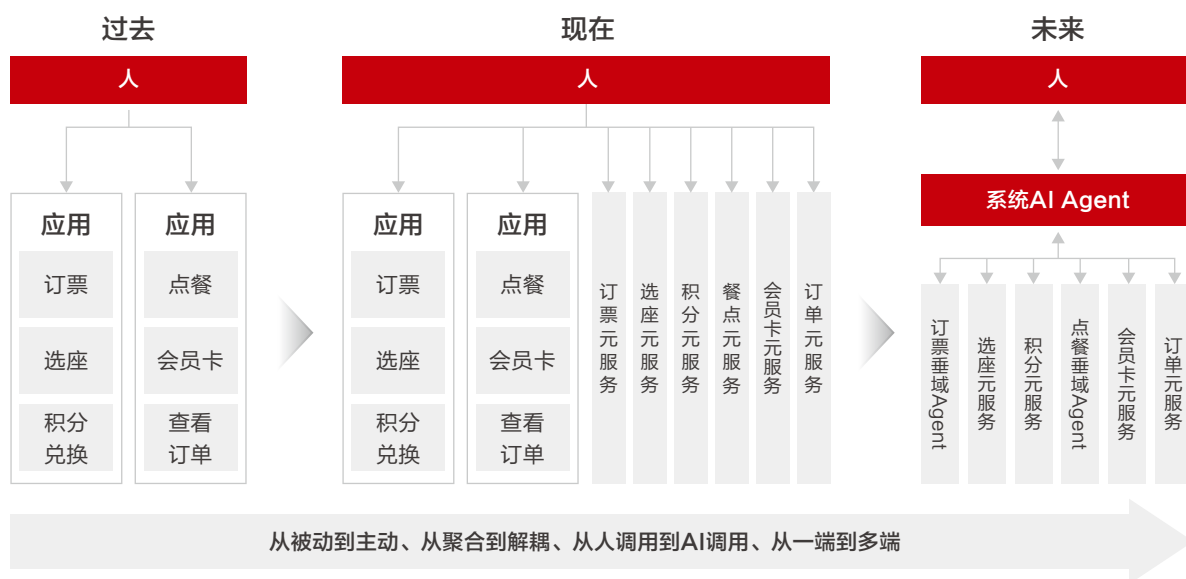 过去
人
应用
订票
选座
积分
兑换
应用
点餐
会员卡
查看
订单
现在
人
应用
订票
选座
积分
兑换
应用
点餐
会员卡
查看
订单
订票元服务
选座元服务
积分元服务
餐点元服务
会员卡元服务
订单元服务
未来
人
系统AI Agent
订票垂域Agent
选座元服务
积分元服务
点餐垂域Agent
会员卡元服务
订单元服务
从被动到主动、从聚合到解耦、从人调用到AI调用、从一端到多端